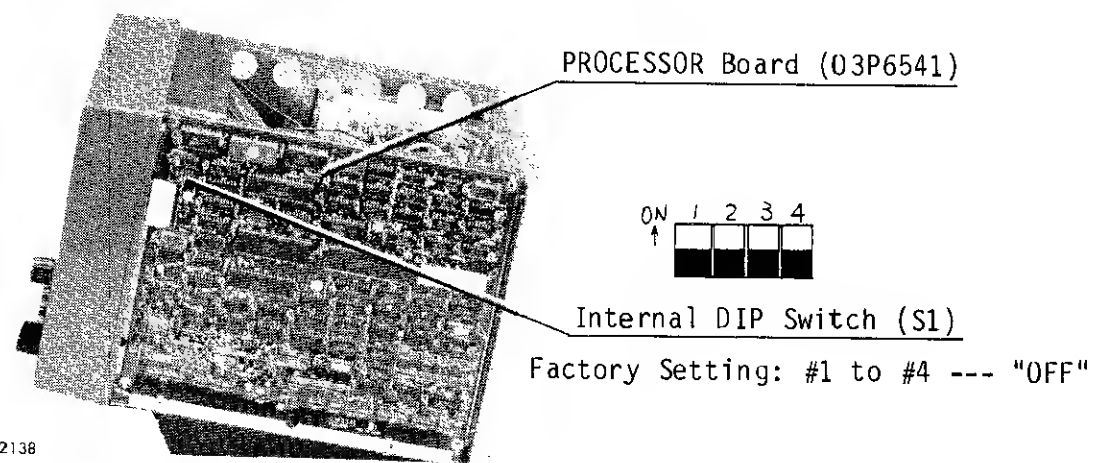 PROCESSOR Board (03P6541)
ON 1 2 3 4
Internal DIP Switch (S1)
Factory Setting: #1 to #4 --- "OFF"
2138